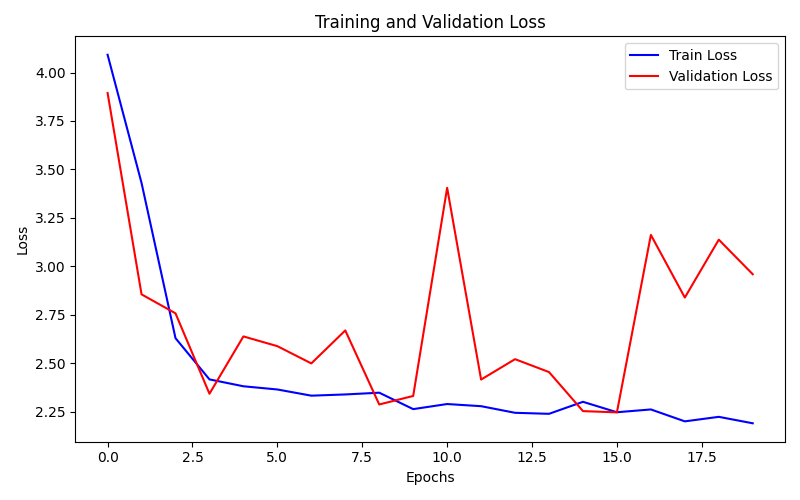 Training and Validation Loss
Train Loss
Validation Loss
4.00
3.75
3.50
3.25
3.00
2.75
2.50
2.25
Loss
0.0 2.5 5.0 7.5 10.0 12.5 15.0 17.5
Epochs